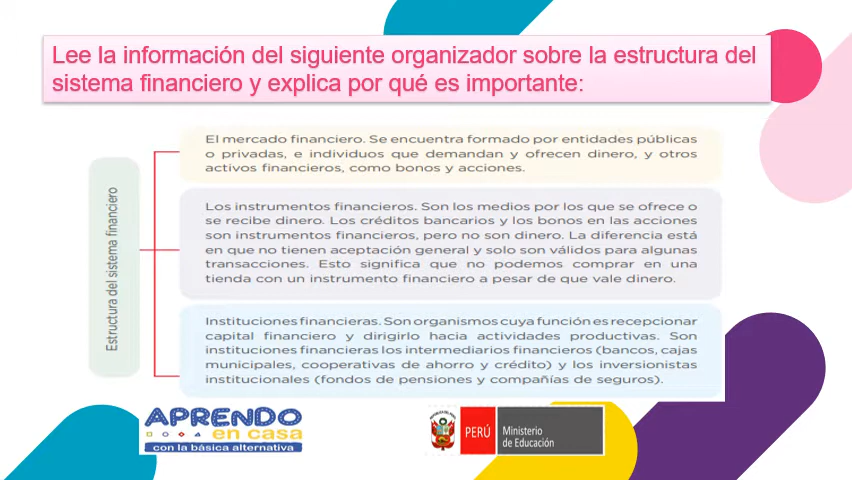 Lee la información del siguiente organizador sobre la estructura del
sistema financiero y explica por qué es importante:
Estructura del sistema financiero
El mercado financiero. Se encuentra formado por entidades públicas
o privadas, e individuos que demandan y ofrecen dinero, y otros
activos financieros, como bonos y acciones.
Los instrumentos financieros. Son los medios por los que se ofrece o
se recibe dinero. Los créditos bancarios y los bonos en las acciones
son instrumentos financieros, pero no son dinero. La diferencia está
en que no tienen aceptación general y solo son válidos para algunas
transacciones. Esto significa que no podemos comprar en una
tienda con un instrumento financiero a pesar de que vale dinero.
Instituciones financieras. Son organismos cuya función es recepcionar
capital financiero y dirigirlo hacia actividades productivas. Son
instituciones financieras los intermediarios financieros (bancos, cajas
municipales, cooperativas de ahorro y crédito) y los inversionistas
institucionales (fondos de pensiones y compañías de seguros).
APRENDO
en casa
con la básica alternativa
PERÚ
Ministerio
de Educación